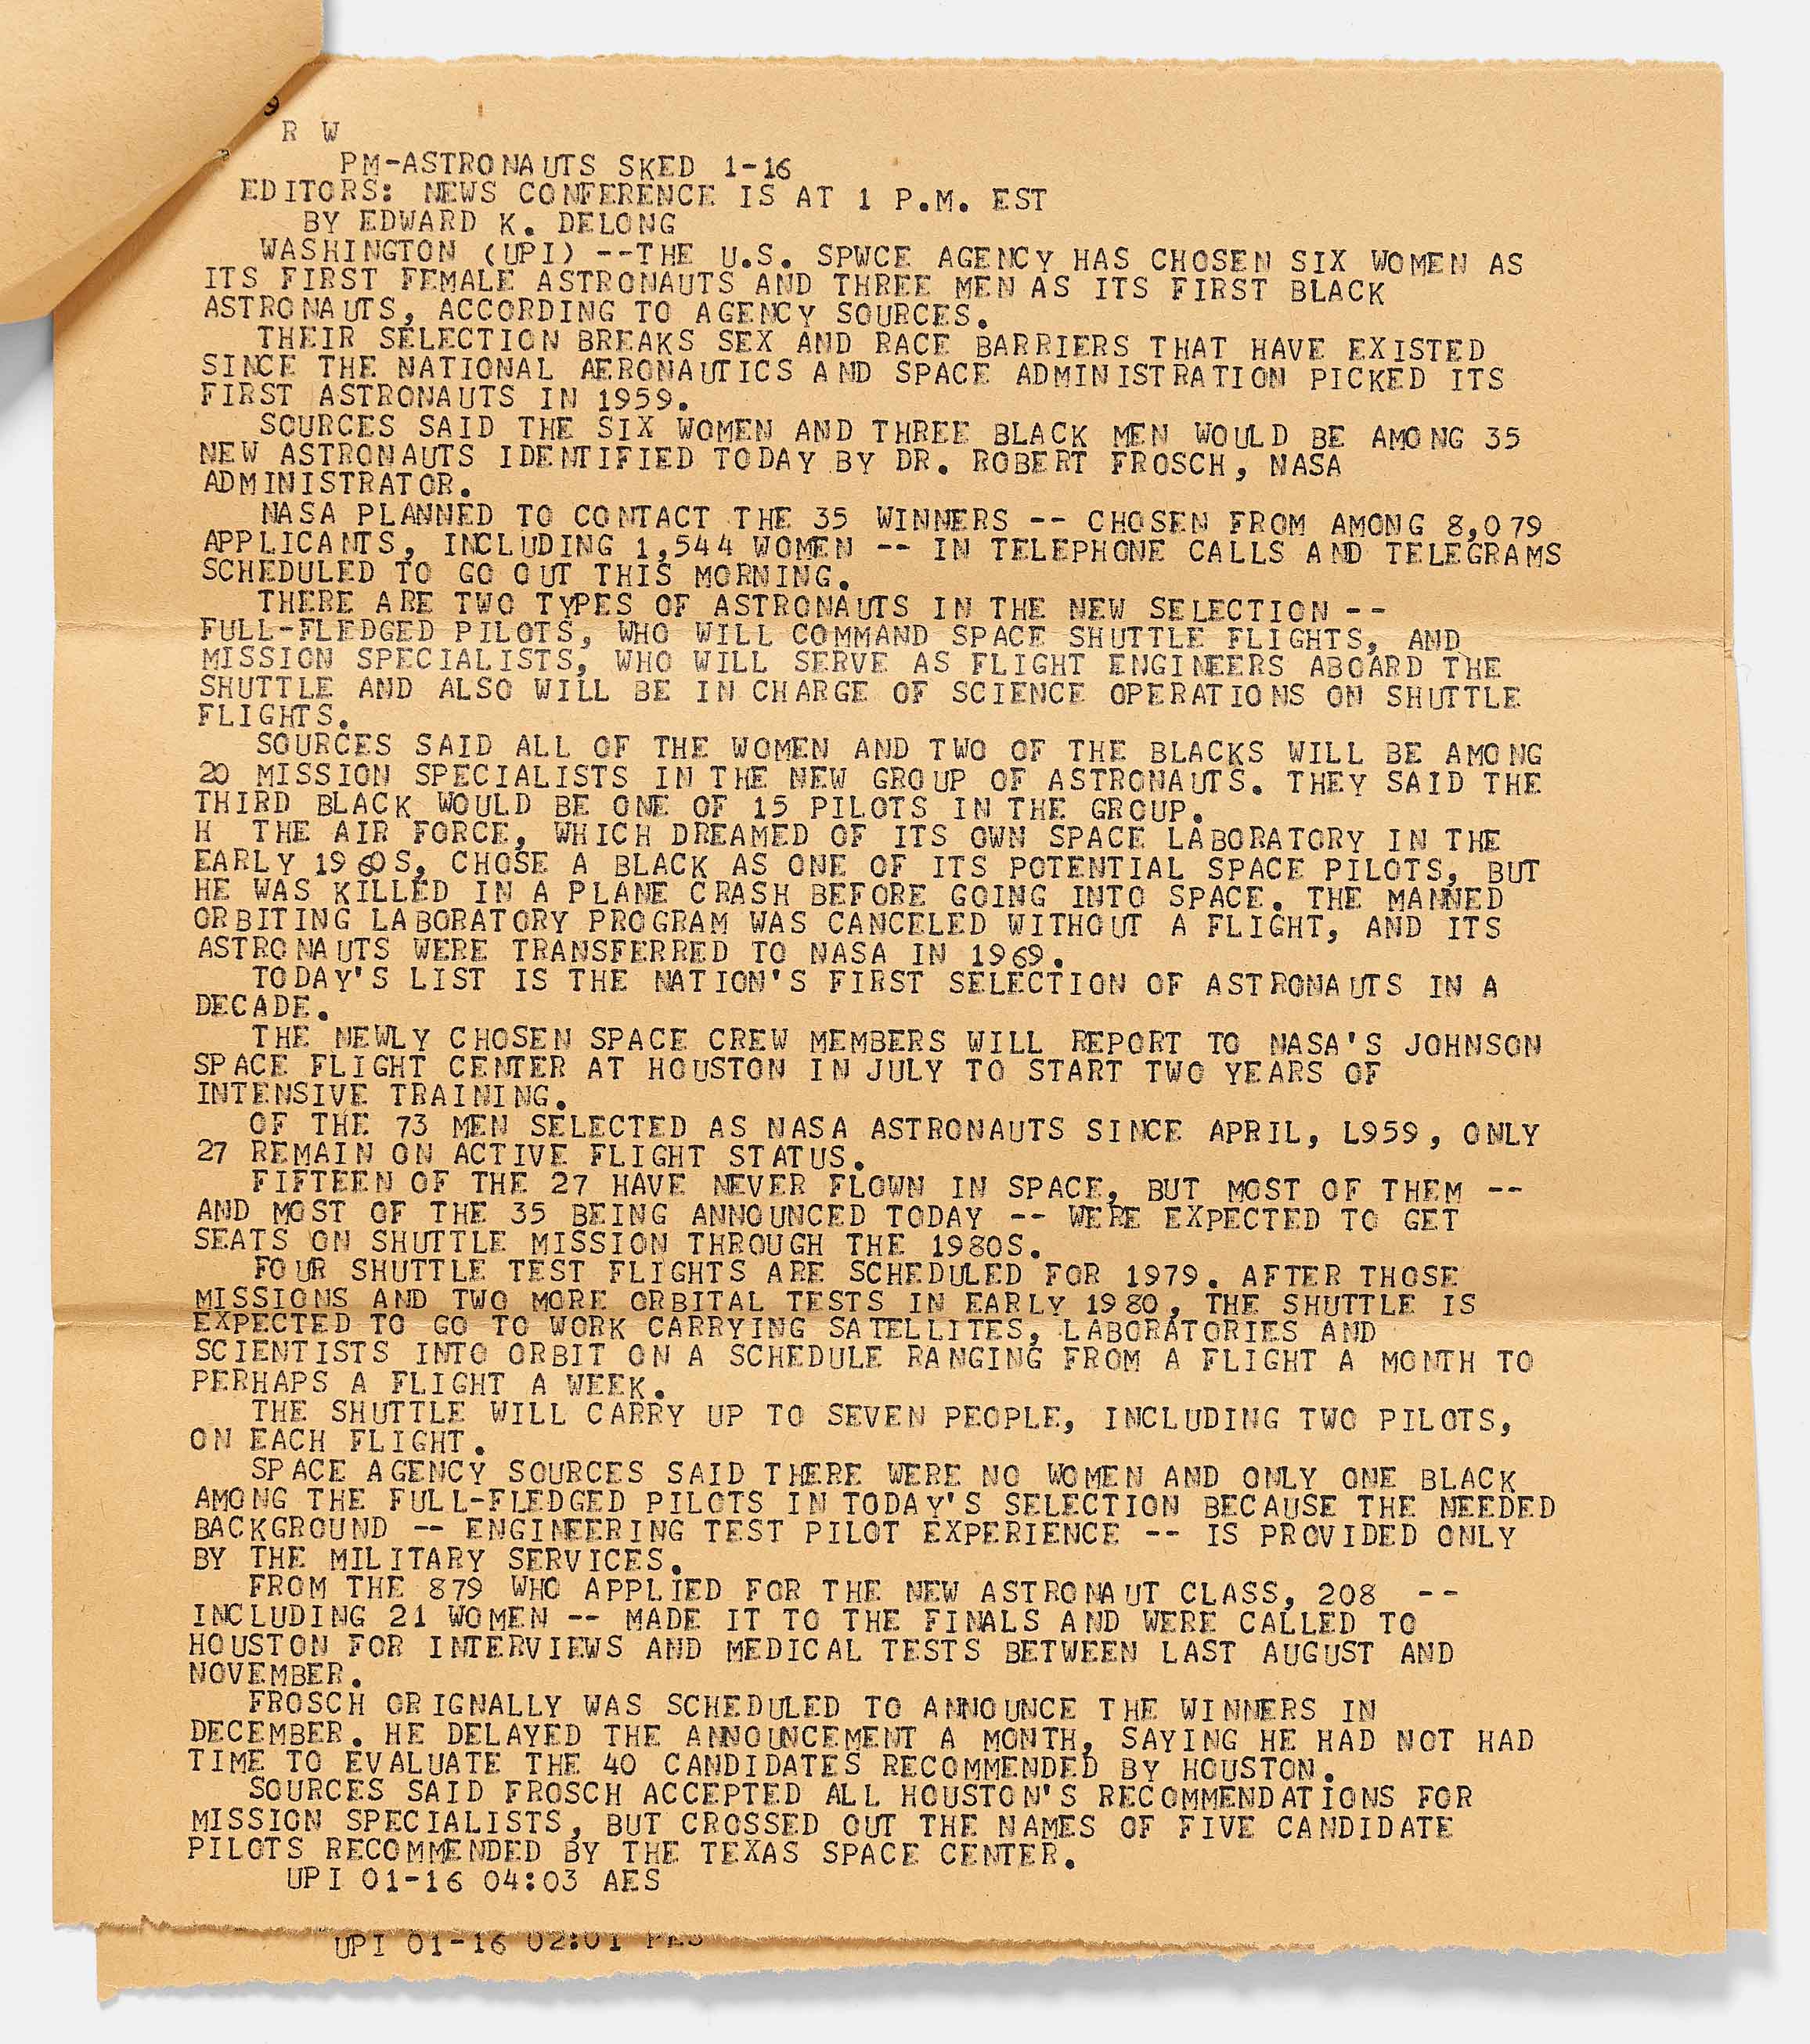 R W
PM-ASTRONAUTS SKED 1-16
EDITORS: NEWS CONFERENCE IS AT 1 P.M. EST
BY EDWARD K. DELONG
WASHINGTON (UPI) --THE U.S. SPWCE AGENCY HAS CHOSEN SIX WOMEN AS
ITS FIRST FEMALE ASTRONAUTS AND THREE MEN AS ITS FIRST BLACK
ASTRONAUTS, ACCORDING TO AGENCY SOURCES.
THEIR SELECTION BREAKS SEX AND RACE BARRIERS THAT HAVE EXISTED
SINCE THE NATIONAL AERONAUTICS AND SPACE ADMINISTRATION PICKED ITS
FIRST ASTRONAUTS IN 1959.
SOURCES SAID THE SIX WOMEN AND THREE BLACK MEN WOULD BE AMONG 35
NEW ASTRONAUTS IDENTIFIED TODAY BY DR. ROBERT FROSCH, NASA
ADMINISTRATOR.
NASA PLANNED TO CONTACT THE 35 WINNERS -- CHOSEN FROM AMONG 8,079
APPLICANTS, INCLUDING 1,544 WOMEN -- IN TELEPHONE CALLS AND TELEGRAMS
SCHEDULED TO GO OUT THIS MORNING.
THERE ARE TWO TYPES OF ASTRONAUTS IN THE NEW SELECTION --
FULL-FLEDGED PILOTS, WHO WILL COMMAND SPACE SHUTTLE FLIGHTS, AND
MISSION SPECIALISTS, WHO WILL SERVE AS FLIGHT ENGINEERS ABOARD THE
SHUTTLE AND ALSO WILL BE IN CHARGE OF SCIENCE OPERATIONS ON SHUTTLE
FLIGHTS.
SOURCES SAID ALL OF THE WOMEN AND TWO OF THE BLACKS WILL BE AMONG
20 MISSION SPECIALISTS IN THE NEW GROUP OF ASTRONAUTS. THEY SAID THE
THIRD BLACK WOULD BE ONE OF 15 PILOTS IN THE GROUP.
H THE AIR FORCE, WHICH DREAMED OF ITS OWN SPACE LABORATORY IN THE
EARLY 1960S, CHOSE A BLACK AS ONE OF ITS POTENTIAL SPACE PILOTS, BUT
HE WAS KILLED IN A PLANE CRASH BEFORE GOING INTO SPACE. THE MANNED
ORBITING LABORATORY PROGRAM WAS CANCELED WITHOUT A FLIGHT, AND ITS
ASTRONAUTS WERE TRANSFERRED TO NASA IN 1969.
TODAY'S LIST IS THE NATION'S FIRST SELECTION OF ASTRONAUTS IN A
DECADE.
THE NEWLY CHOSEN SPACE CREW MEMBERS WILL REPORT TO NASA'S JOHNSON
SPACE FLIGHT CENTER AT HOUSTON IN JULY TO START TWO YEARS OF
INTENSIVE TRAINING.
OF THE 73 MEN SELECTED AS NASA ASTRONAUTS SINCE APRIL, L959, ONLY
27 REMAIN ON ACTIVE FLIGHT STATUS.
FIFTEEN OF THE 27 HAVE NEVER FLOWN IN SPACE, BUT MOST OF THEM --
AND MOST OF THE 35 BEING ANNOUNCED TODAY -- WERE EXPECTED TO GET
SEATS ON SHUTTLE MISSION THROUGH THE 1980S.
FOUR SHUTTLE TEST FLIGHTS ARE SCHEDULED FOR 1979. AFTER THOSE
MISSIONS AND TWO MORE ORBITAL TESTS IN EARLY 1980, THE SHUTTLE IS
EXPECTED TO GO TO WORK CARRYING SATELLITES, LABORATORIES AND
SCIENTISTS INTO ORBIT ON A SCHEDULE RANGING FROM A FLIGHT A MONTH TO
PERHAPS A FLIGHT A WEEK.
THE SHUTTLE WILL CARRY UP TO SEVEN PEOPLE, INCLUDING TWO PILOTS,
ON EACH FLIGHT.
SPACE AGENCY SOURCES SAID THERE WERE NO WOMEN AND ONLY ONE BLACK
AMONG THE FULL-FLEDGED PILOTS IN TODAY'S SELECTION BECAUSE THE NEEDED
BACKGROUND -- ENGINEERING TEST PILOT EXPERIENCE -- IS PROVIDED ONLY
BY THE MILITARY SERVICES.
FROM THE 879 WHO APPLIED FOR THE NEW ASTRONAUT CLASS, 208 --
INCLUDING 21 WOMEN -- MADE IT TO THE FINALS AND WERE CALLED TO
HOUSTON FOR INTERVIEWS AND MEDICAL TESTS BETWEEN LAST AUGUST AND
NOVEMBER.
FROSCH ORIGNALLY WAS SCHEDULED TO ANNOUNCE THE WINNERS IN
DECEMBER. HE DELAYED THE ANNOUNCEMENT A MONTH, SAYING HE HAD NOT HAD
TIME TO EVALUATE THE 40 CANDIDATES RECOMMENDED BY HOUSTON.
SOURCES SAID FROSCH ACCEPTED ALL HOUSTON'S RECOMMENDATIONS FOR
MISSION SPECIALISTS, BUT CROSSED OUT THE NAMES OF FIVE CANDIDATE
PILOTS RECOMMENDED BY THE TEXAS SPACE CENTER.
UPI 01-16 04:03 AES
UPI 01-16 02:01